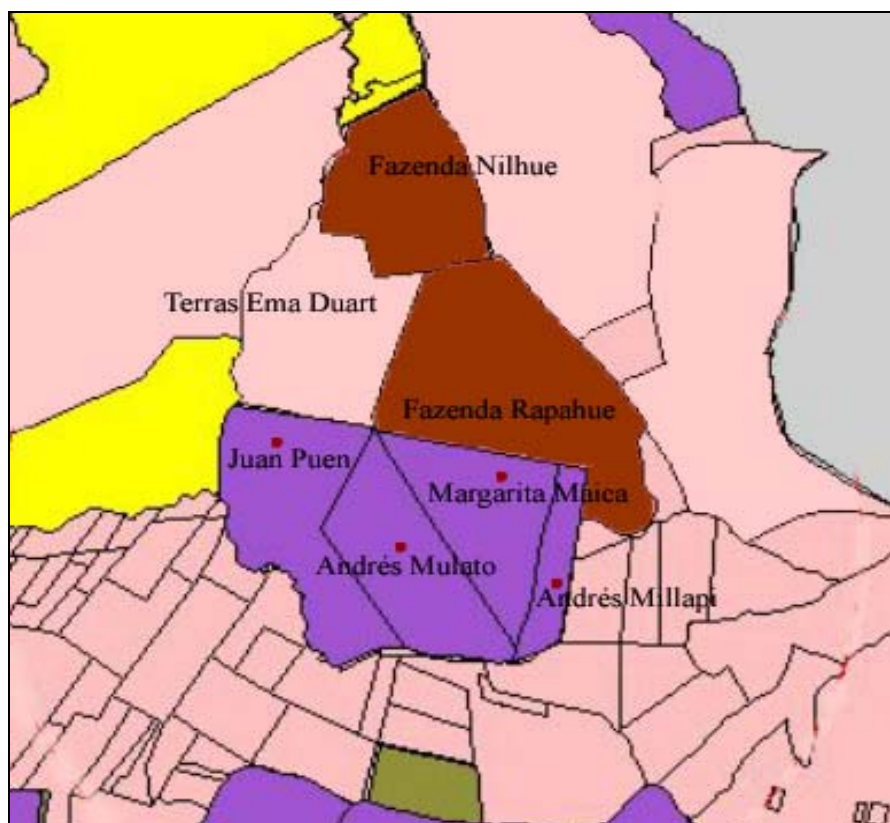 Fazenda Nilhue
Terras Ema Duart
Fazenda Rapahue
Juan Puen
Margarita Maica
Andrés Mulato
Andrés Millapi